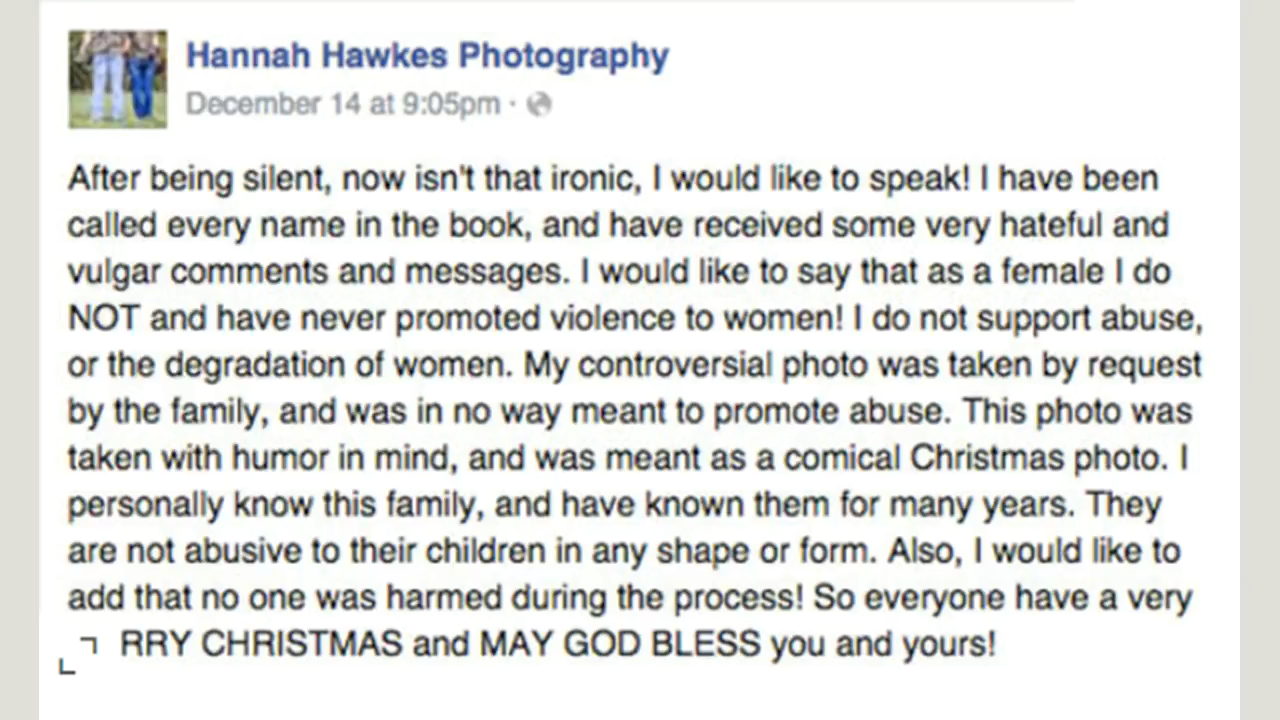 Hannah Hawkes Photography
December 14 at 9:05pm ·
After being silent, now isn't that ironic, I would like to speak! I have been
called every name in the book, and have received some very hateful and
vulgar comments and messages. I would like to say that as a female I do
NOT and have never promoted violence to women! I do not support abuse,
or the degradation of women. My controversial photo was taken by request
by the family, and was in no way meant to promote abuse. This photo was
taken with humor in mind, and was meant as a comical Christmas photo. I
personally know this family, and have known them for many years. They
are not abusive to their children in any shape or form. Also, I would like to
add that no one was harmed during the process! So everyone have a very
RRY CHRISTMAS and MAY GOD BLESS you and yours!